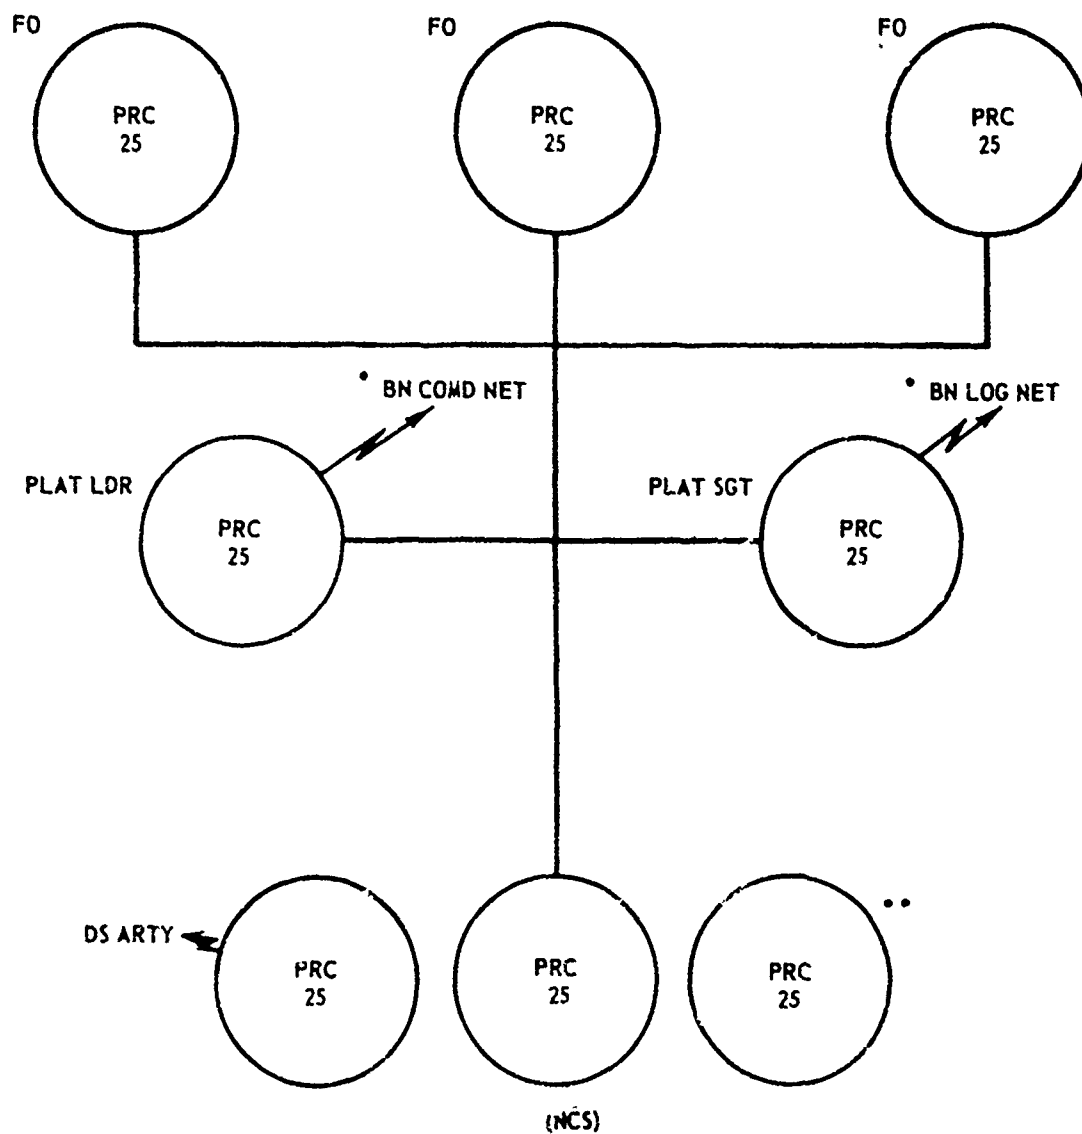 FO
FO
FO
PRC
25
PRC
25
PRC
25
* BN COMD NET
* BN LOG NET
PLAT LDR
PLAT SGT
PRC
25
PRC
25
DS ARTY
**
PRC
25
PRC
25
PRC
25
(NCS)